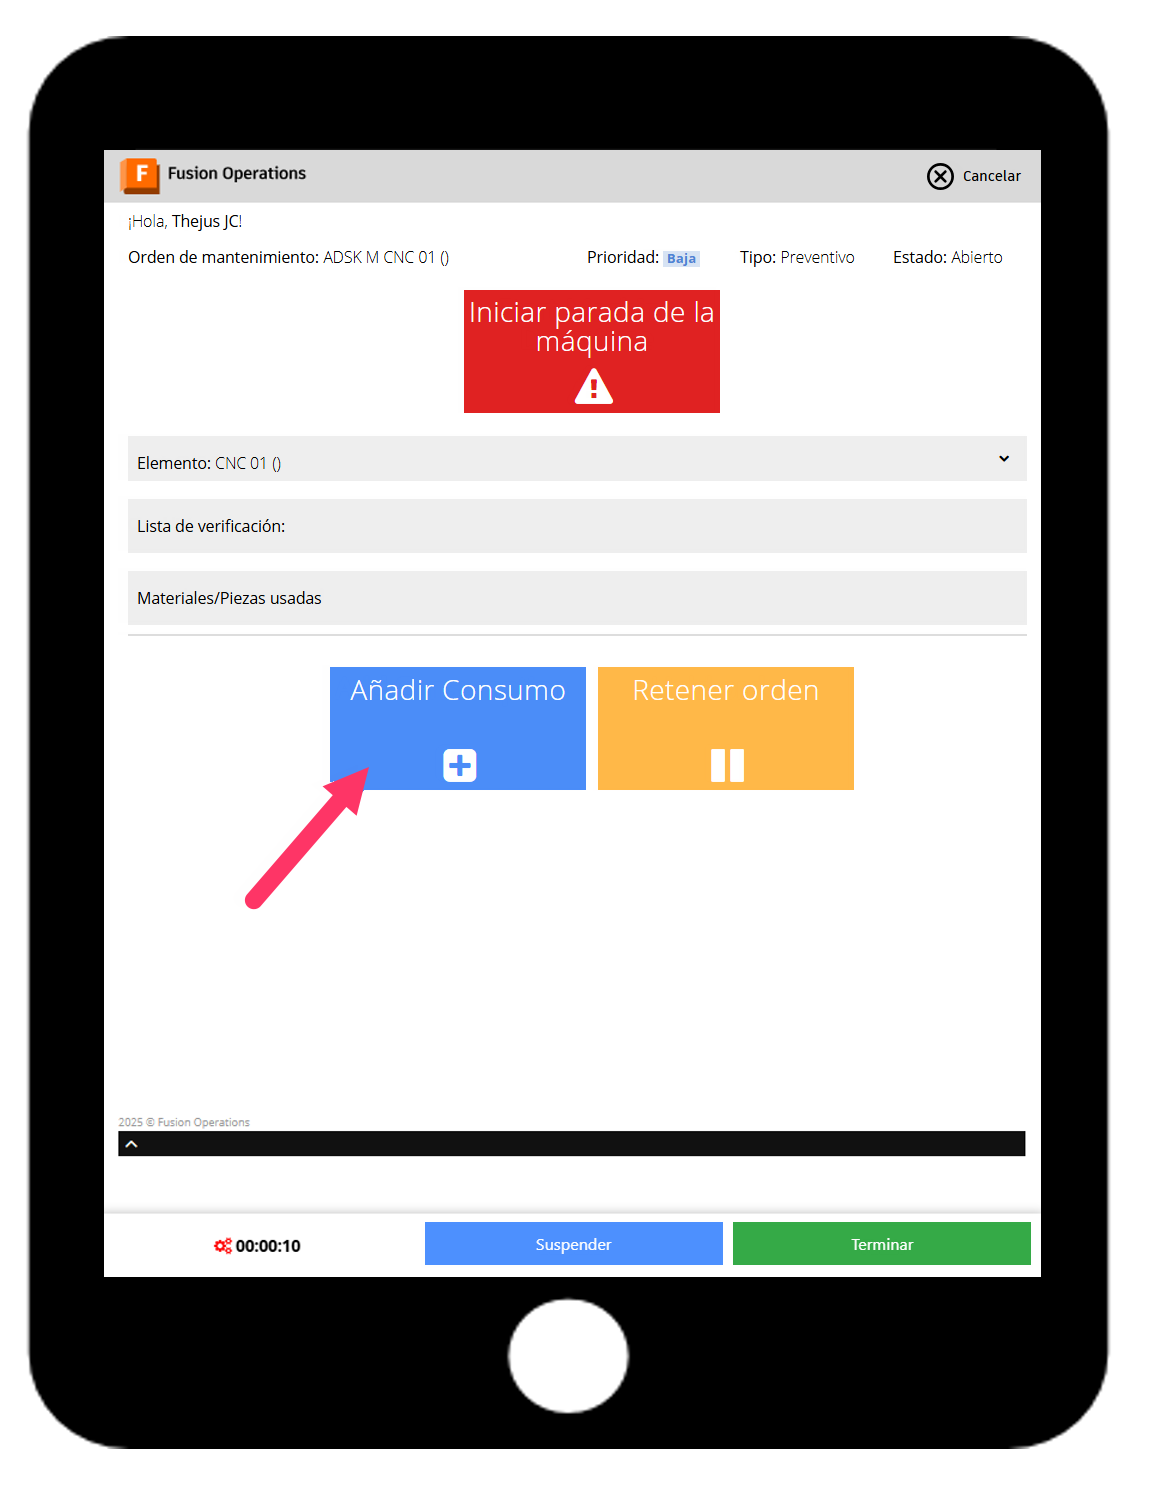 F Fusion Operations
Cancelar
¡Hola, Thejus JC!
Orden de mantenimiento: ADSK M CNC 01 () Prioridad: Baja Tipo: Preventivo Estado: Abierto
Iniciar parada de la
máquina
Elemento: CNC 01 ()
Lista de verificación:
Materiales/Piezas usadas
Añadir Consumo
Retener orden
2025 © Fusion Operations
00:00:10
Suspender
Terminar